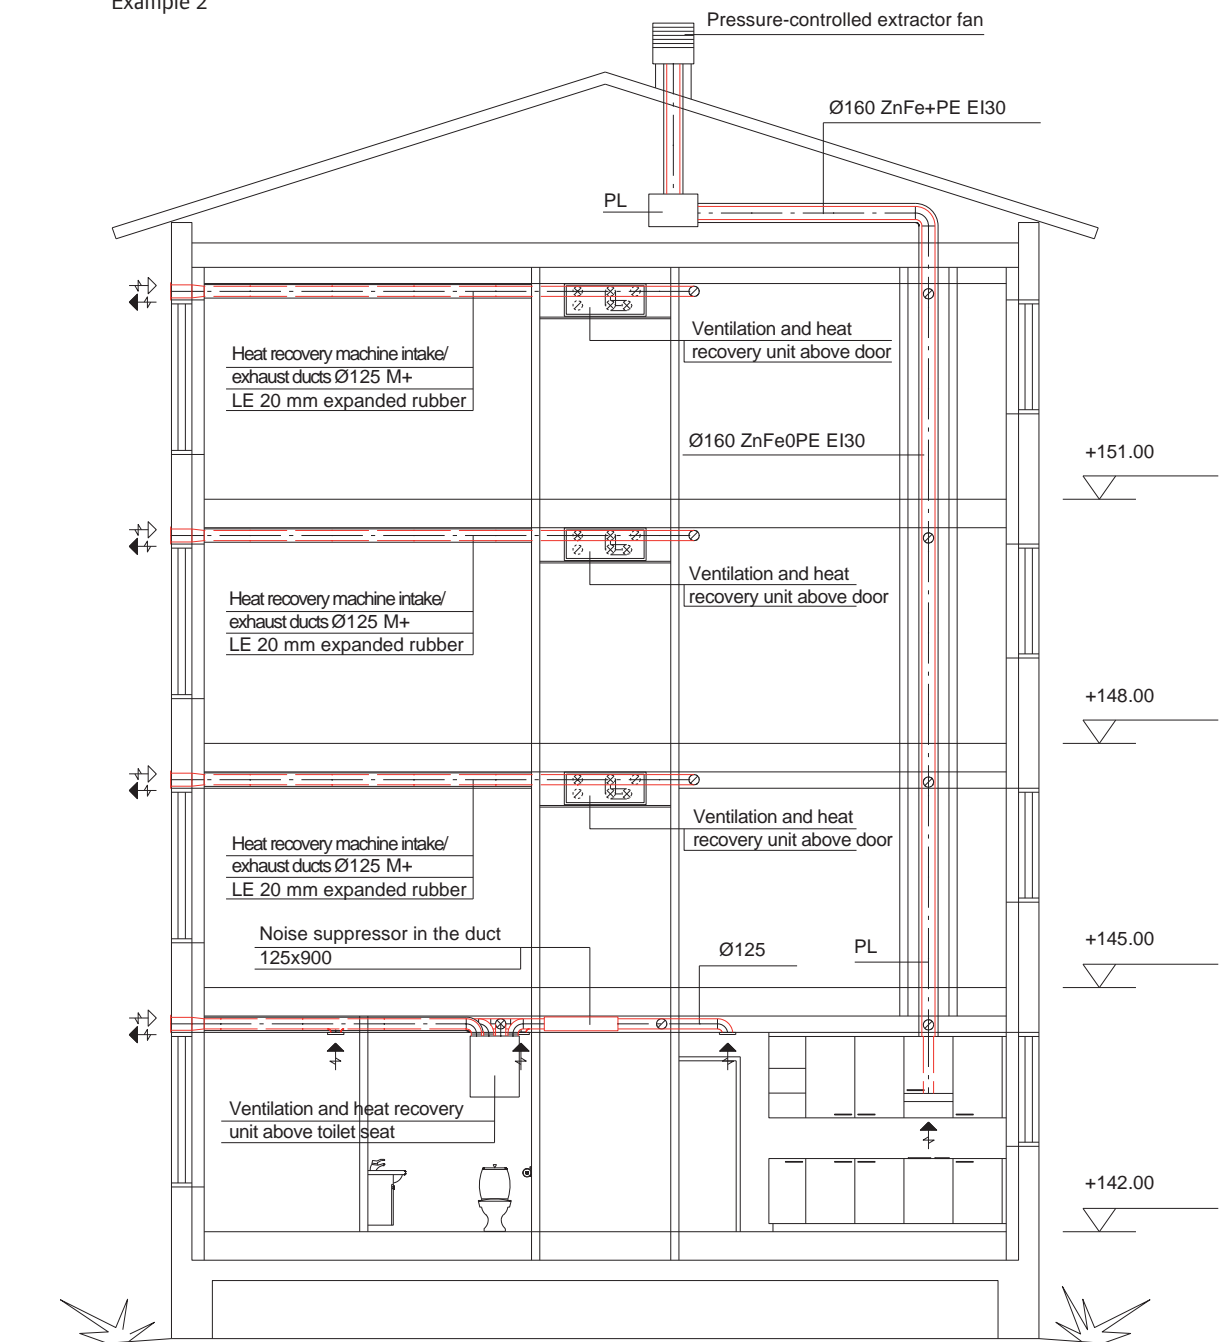 Example 2
Pressure-controlled extractor fan
Ø160 ZnFe+PE EI30
PL
Ventilation and heat
recovery unit above door
Heat recovery machine intake/
exhaust ducts Ø125 M+
LE 20 mm expanded rubber
Ø160 ZnFe0PE EI30
+151.00
Ventilation and heat
recovery unit above door
Heat recovery machine intake/
exhaust ducts Ø125 M+
LE 20 mm expanded rubber
+148.00
Ventilation and heat
recovery unit above door
Heat recovery machine intake/
exhaust ducts Ø125 M+
LE 20 mm expanded rubber
Noise suppressor in the duct
125x900
Ø125
PL
+145.00
Ventilation and heat recovery
unit above toilet seat
+142.00